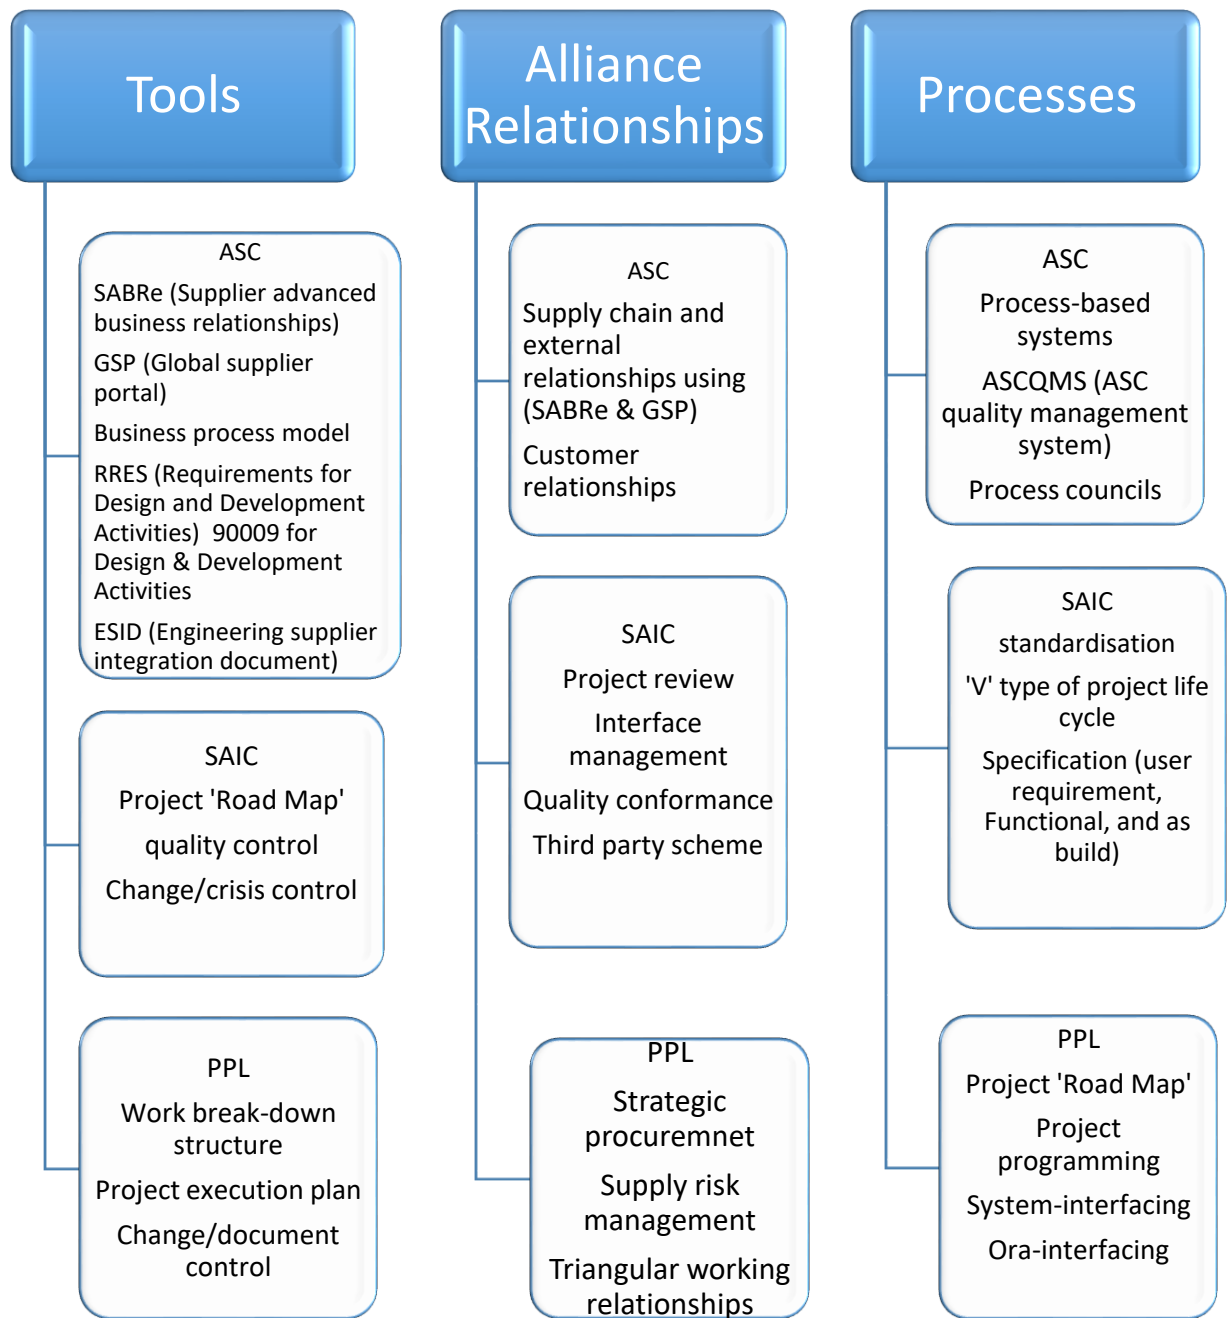 Tools
ASC
SABRe (Supplier advanced
business relationships)
GSP (Global supplier
portal)
Business process model
RRES (Requirements for
Design and Development
Activities)  90009 for
Design & Development
Activities
ESID (Engineering supplier
integration document)
SAIC
Project 'Road Map'
quality control
Change/crisis control
PPL
Work break-down
structure
Project execution plan
Change/document
control
Alliance
Relationships
ASC
Supply chain and
external
relationships using
(SABRe & GSP)
Customer
relationships
SAIC
Project review
Interface
management
Quality conformance
Third party scheme
PPL
Strategic
procuremnet
Supply risk
management
Triangular working
relationships
Processes
ASC
Process-based
systems
ASCQMS (ASC
quality management
system)
Process councils
SAIC
standardisation
'V' type of project life
cycle
Specification (user
requirement,
Functional, and as
build)
PPL
Project 'Road Map'
Project
programming
System-interfacing
Ora-interfacing